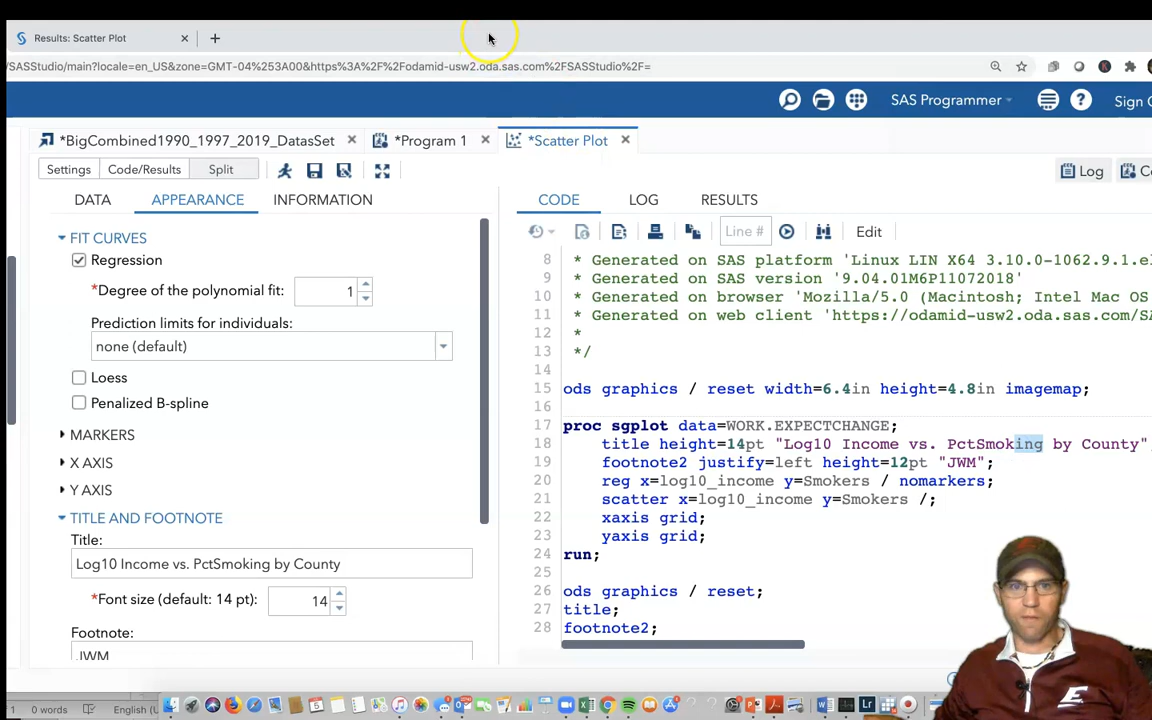 Results: Scatter Plot
/SASStudio/main?locale=en_US&zone=GMT-04%253A00&https%3A%2F%2Fodamid-usw2.oda.sas.com%2FSASStudio%2F=
SAS Programmer
Sign
*BigCombined1990_1997_2019_DataSet
*Program 1
*Scatter Plot
Settings
Code/Results
Split
Log
DATA
APPEARANCE
INFORMATION
CODE
LOG
RESULTS
Line #
Edit
FIT CURVES
Regression
*Degree of the polynomial fit:
1
Prediction limits for individuals:
none (default)
Loess
Penalized B-spline
MARKERS
X AXIS
Y AXIS
TITLE AND FOOTNOTE
Title:
Log10 Income vs. PctSmoking by County
*Font size (default: 14 pt):
14
Footnote:
JWM
8 * Generated on SAS platform 'Linux LIN X64 3.10.0-1062.9.1.e
9 * Generated on SAS version '9.04.01M6P11072018'
10 * Generated on browser 'Mozilla/5.0 (Macintosh; Intel Mac OS
11 * Generated on web client 'https://odamid-usw2.oda.sas.com/SA
12 *
13 */
14
15 ods graphics / reset width=6.4in height=4.8in imagemap;
16
17 proc sgplot data=WORK.EXPECTCHANGE;
18 title height=14pt "Log10 Income vs. PctSmoking by County"
19 footnote2 justify=left height=12pt "JWM";
20 reg x=log10_income y=Smokers / nomarkers;
21 scatter x=log10_income y=Smokers /;
22 xaxis grid;
23 yaxis grid;
24 run;
25
26 ods graphics / reset;
27 title;
28 footnote2;
words
English (U